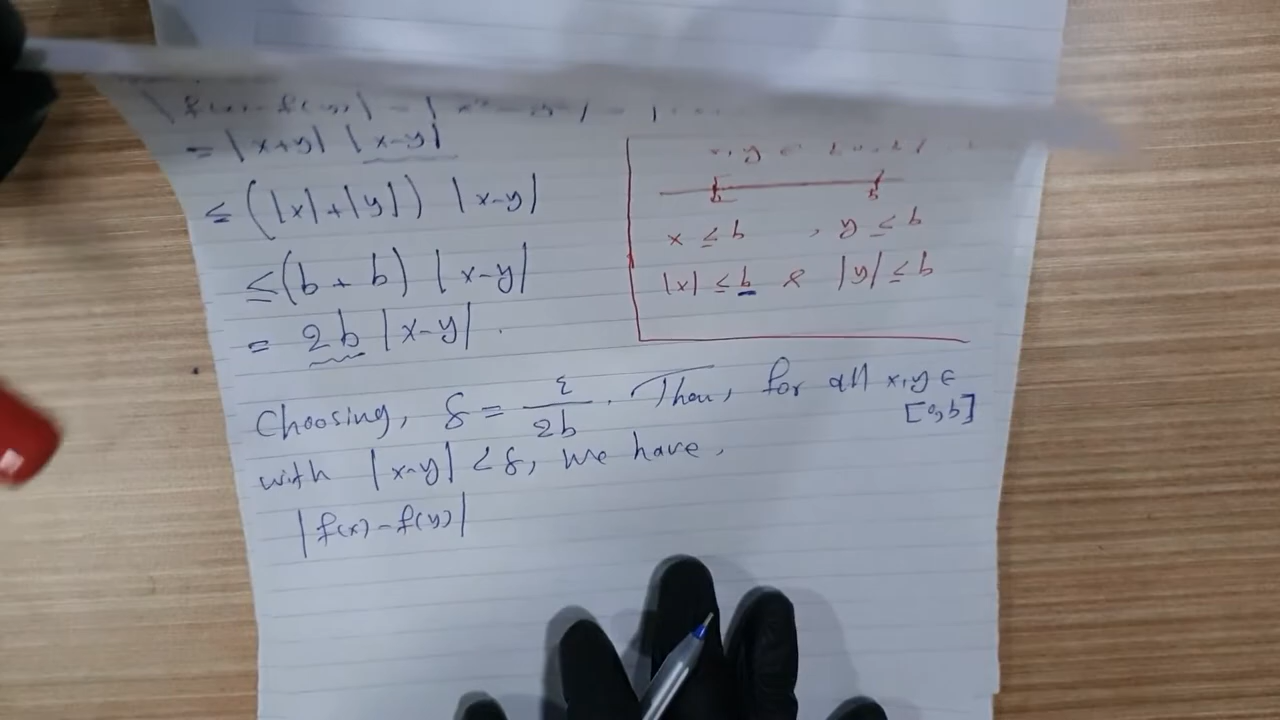 = |x+y| |x-y|
≤ (|x|+|y|) |x-y|
≤ (b + b) |x-y|
= 2b |x-y| .
x ≤ b , y ≤ b
|x| ≤ b & |y| ≤ b
Choosing, δ = ε/2b . Then, for all x,y ∈ [0,b]
with |x-y| < δ, we have,
|f(x) - f(y)|